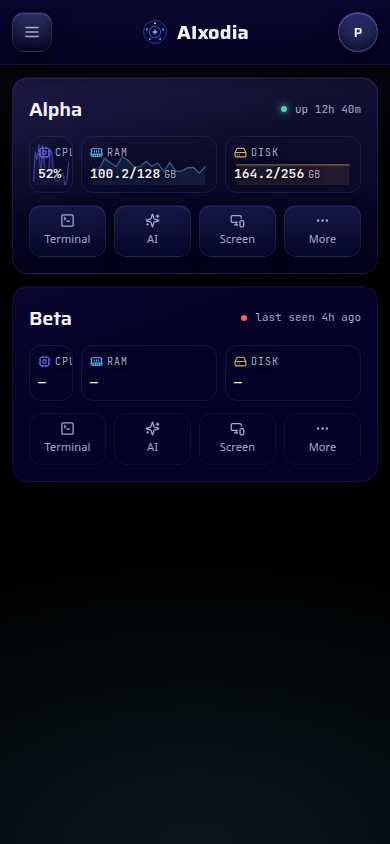 AIxodia
P
Alpha
up 12h 40m
CPU
RAM
DISK
52%
100.2/128 GB
164.2/256 GB
Terminal
AI
Screen
More
Beta
last seen 4h ago
CPU
RAM
DISK
—
—
—
Terminal
AI
Screen
More